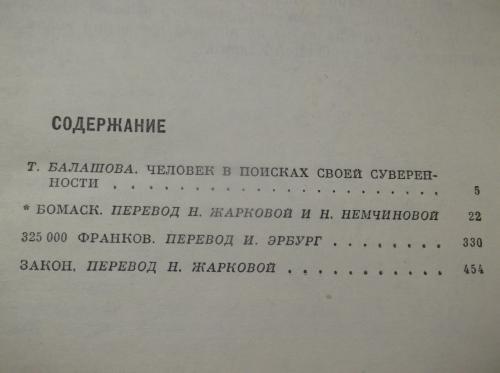 СОДЕРЖАНИЕ
Т. БАЛАШОВА. ЧЕЛОВЕК В ПОИСКАХ СВОЕЙ СУВЕРЕН-
НОСТИ . . . . . . . . . . . . . . . . . . . . . . . 5
* БОМАСК. ПЕРЕВОД Н. ЖАРКОВОЙ И Н. НЕМЧИНОВОЙ 22
325 000 ФРАНКОВ. ПЕРЕВОД И. ЭРБУРГ . . . . . . . . 330
ЗАКОН. ПЕРЕВОД Н. ЖАРКОВОЙ . . . . . . . . . . . 454